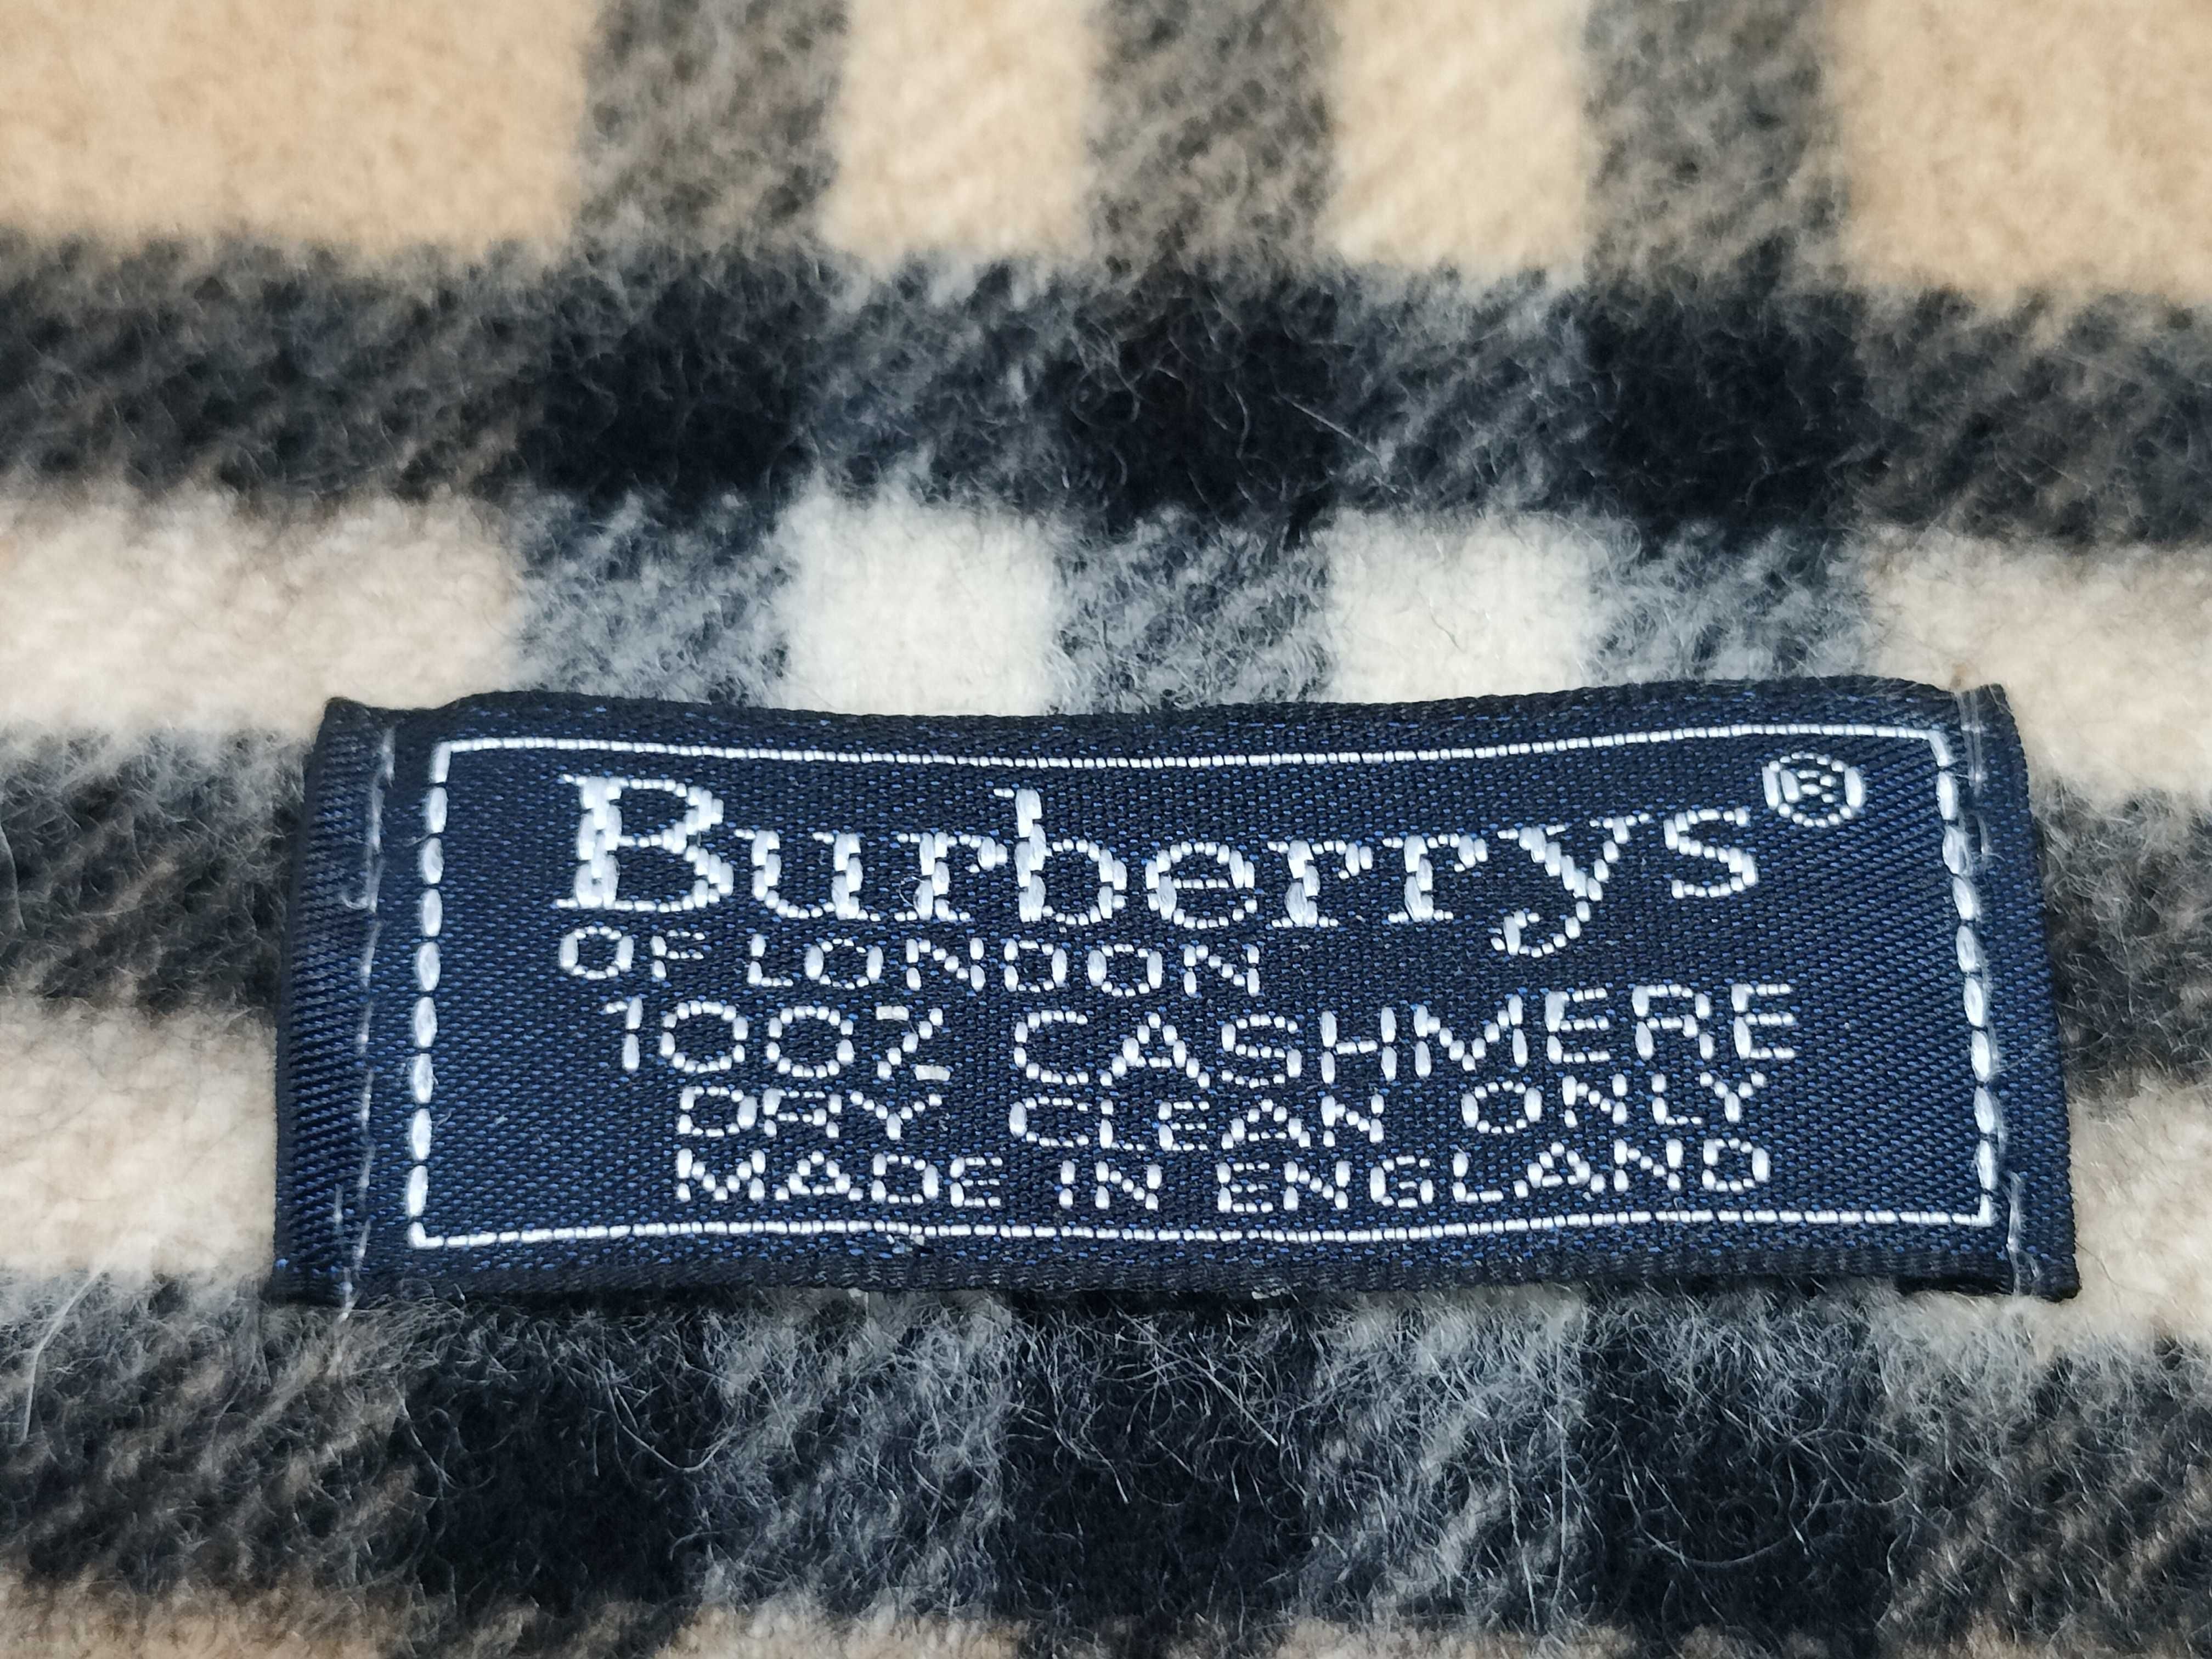 Burberrys®
OF LONDON
100% CASHMERE
DRY CLEAN ONLY
MADE IN ENGLAND